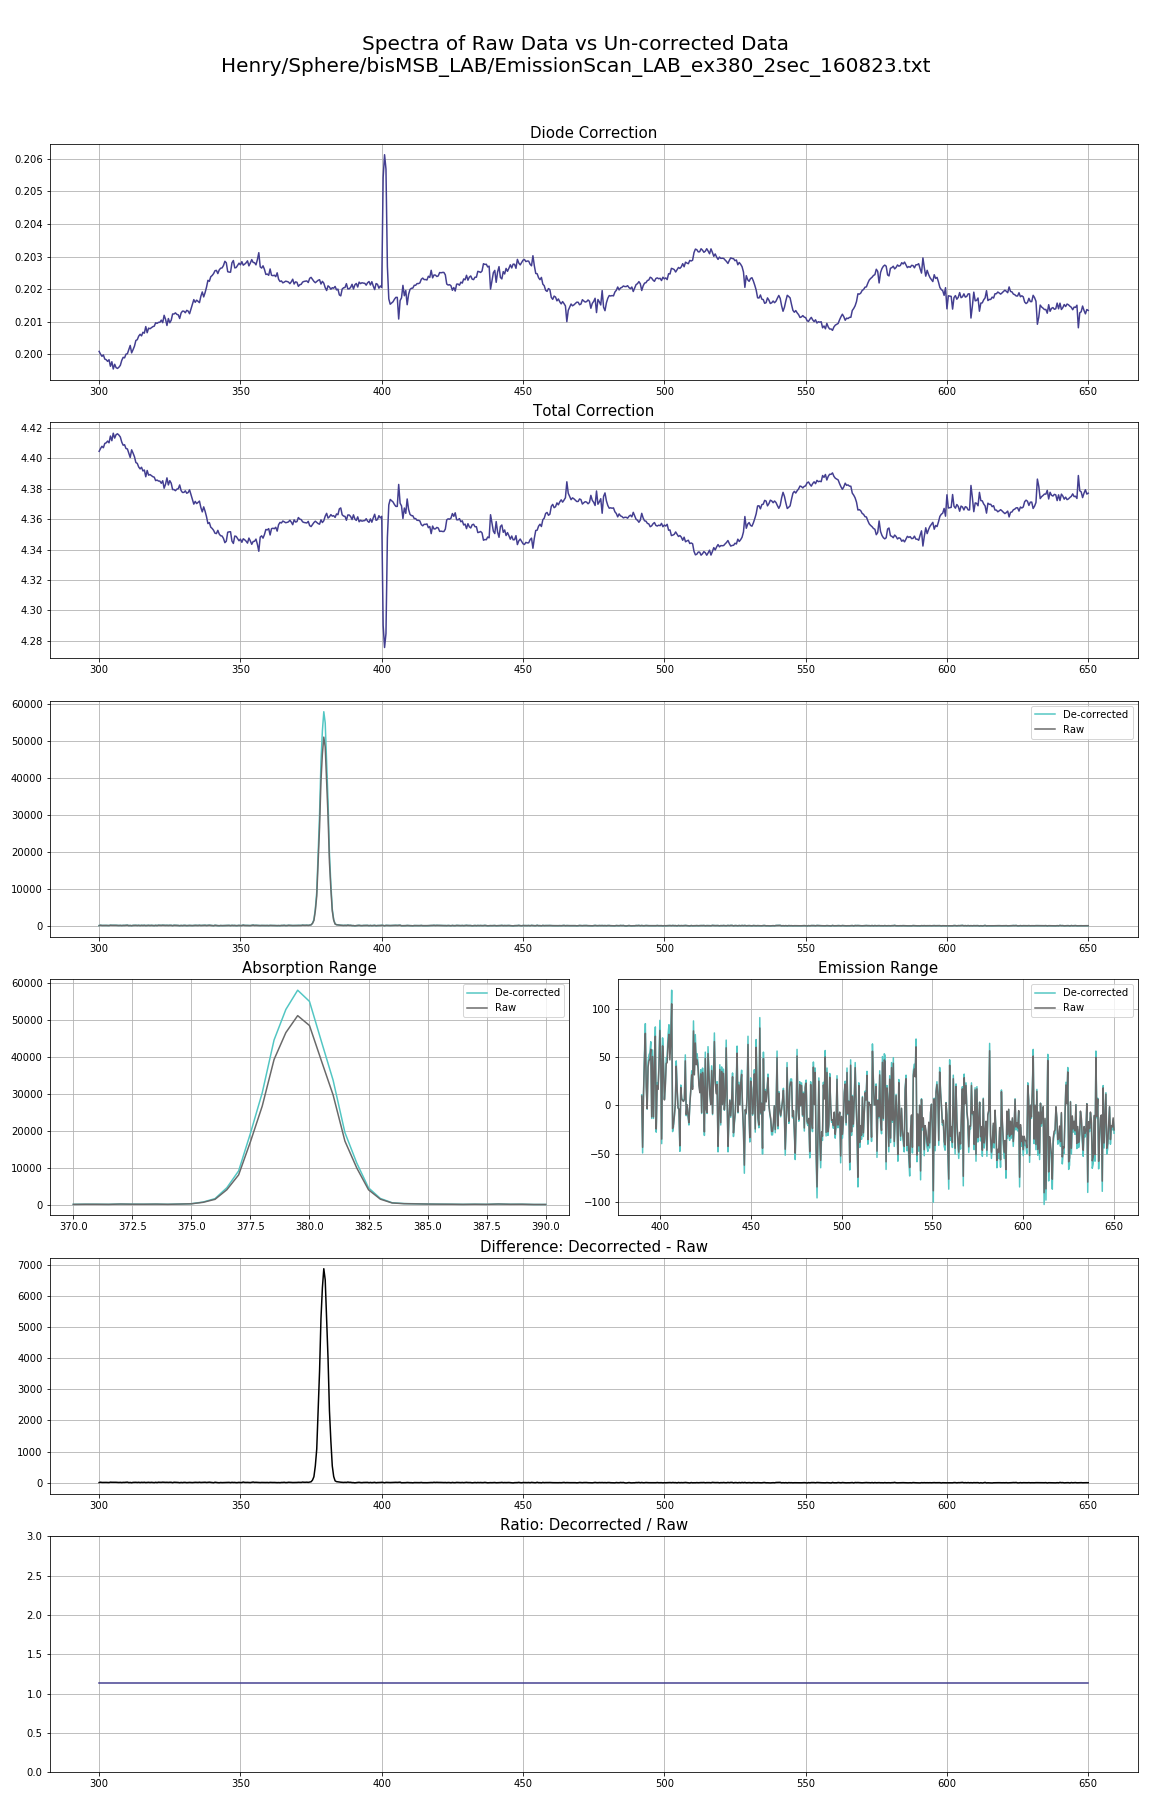 Spectra of Raw Data vs Un-corrected Data
Henry/Sphere/bisMSB_LAB/EmissionScan_LAB_ex380_2sec_160823.txt
Diode Correction
0.206
0.205
0.204
0.203
0.202
0.201
0.200
300 350 400 450 500 550 600 650
Total Correction
4.42
4.40
4.38
4.36
4.34
4.32
4.30
4.28
300 350 400 450 500 550 600 650
60000
50000
40000
30000
20000
10000
0
De-corrected
Raw
300 350 400 450 500 550 600 650
Absorption Range
60000
50000
40000
30000
20000
10000
0
De-corrected
Raw
370.0 372.5 375.0 377.5 380.0 382.5 385.0 387.5 390.0
Emission Range
100
50
0
−50
−100
De-corrected
Raw
400 450 500 550 600 650
Difference: Decorrected - Raw
7000
6000
5000
4000
3000
2000
1000
0
300 350 400 450 500 550 600 650
Ratio: Decorrected / Raw
3.0
2.5
2.0
1.5
1.0
0.5
0.0
300 350 400 450 500 550 600 650